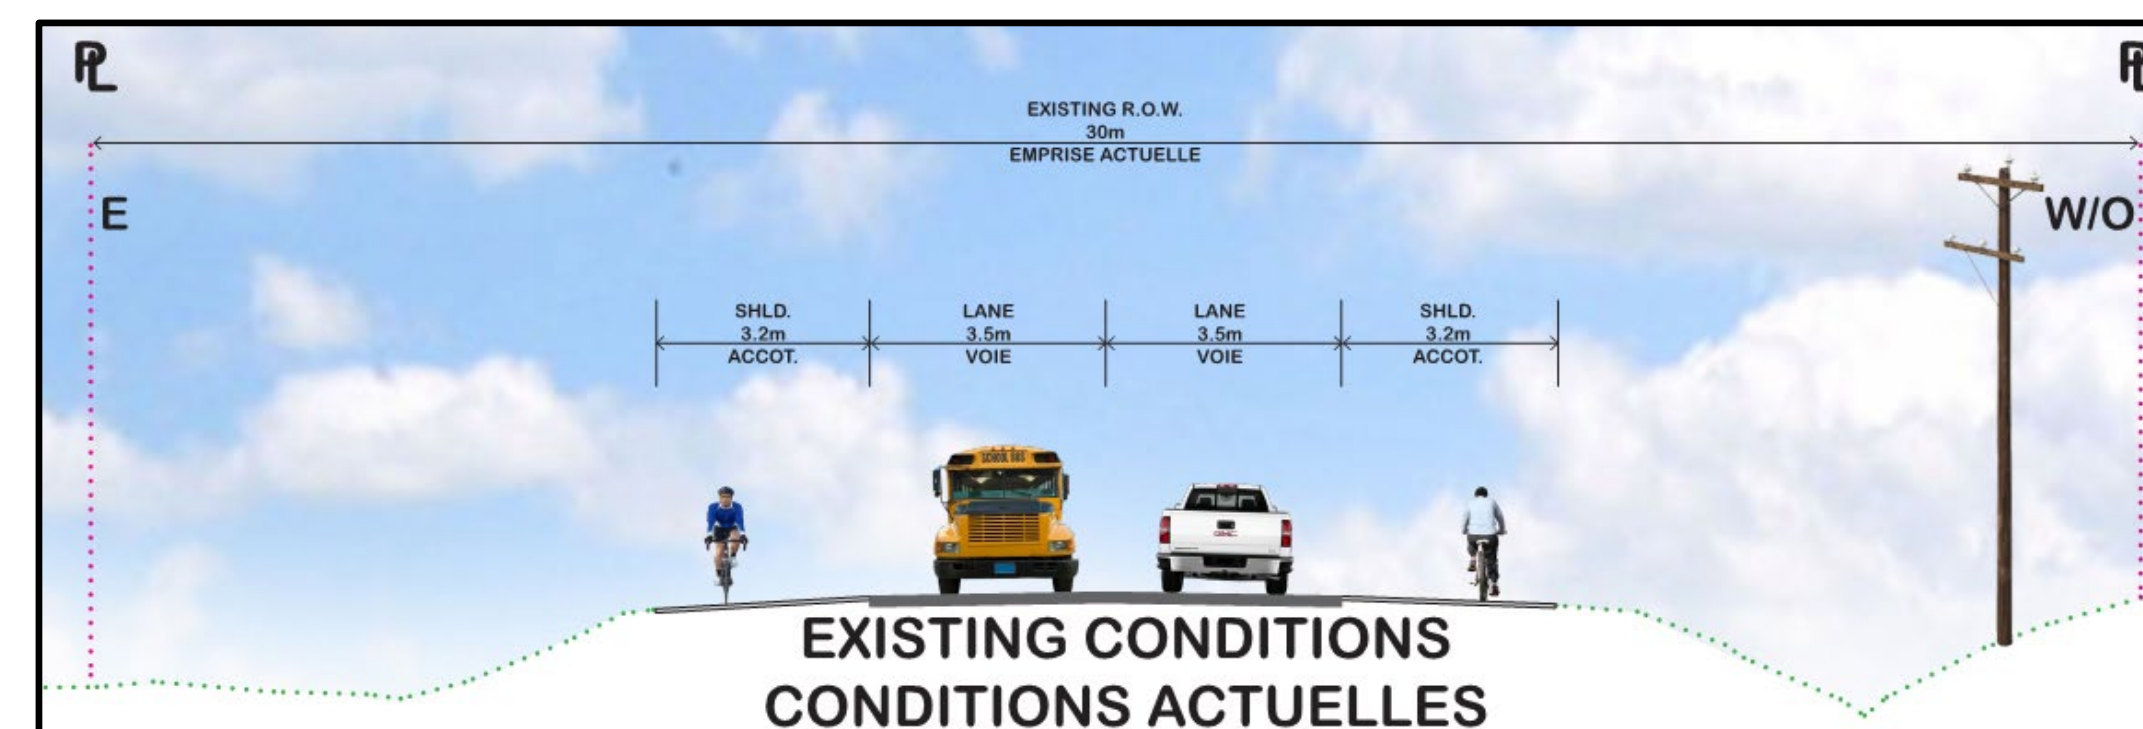 PL
PL
EXISTING R.O.W.
30m
EMPRISE ACTUELLE
E
W/O
SHLD.
3.2m
ACCOT.
LANE
3.5m
VOIE
LANE
3.5m
VOIE
SHLD.
3.2m
ACCOT.
SCHOOL BUS
GMC
EXISTING CONDITIONS
CONDITIONS ACTUELLES